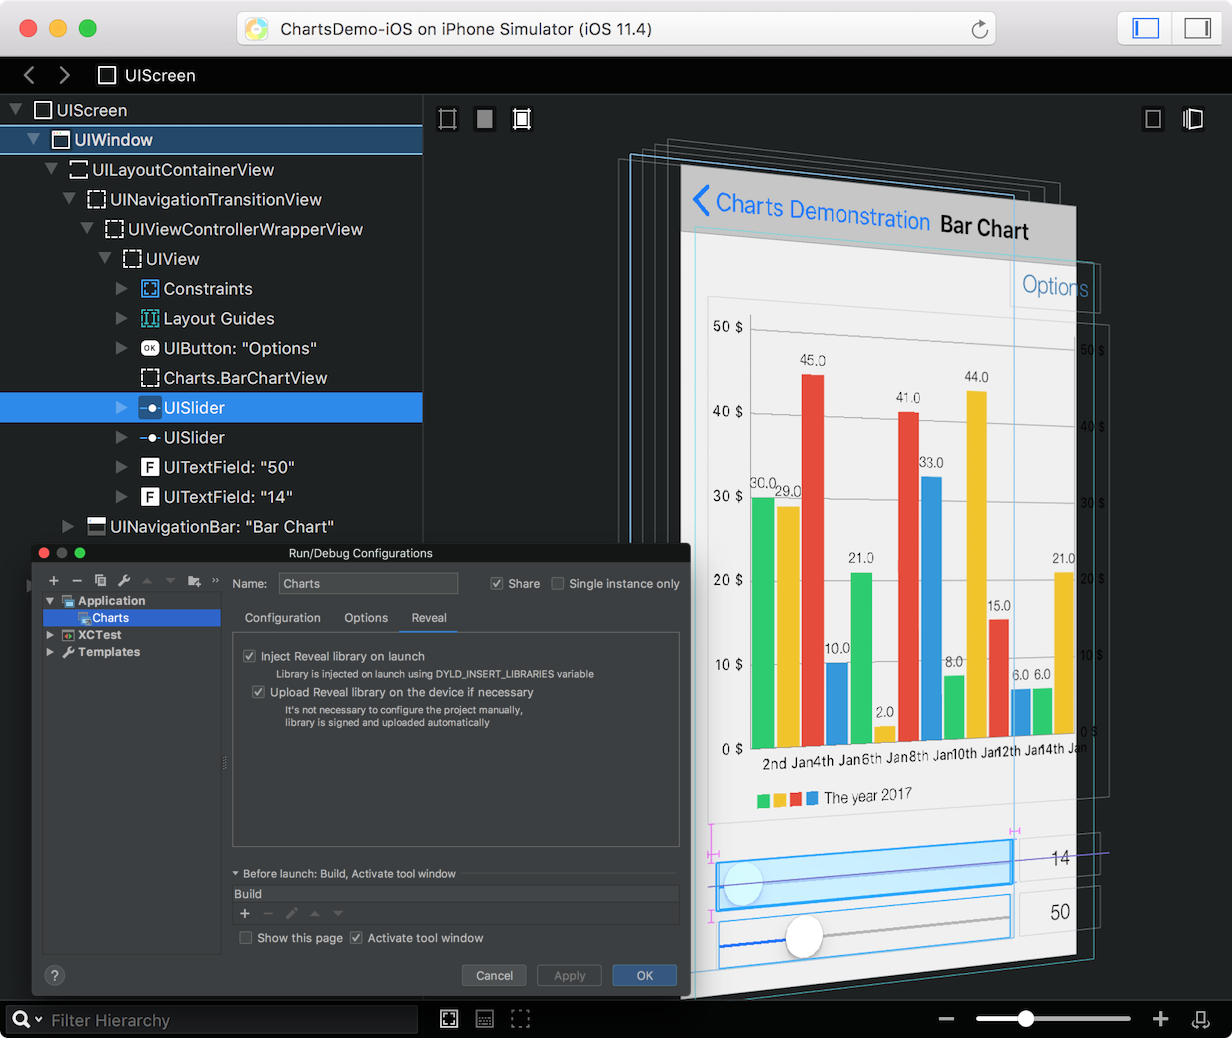 ChartsDemo-iOS on iPhone Simulator (iOS 11.4)
UIScreen
UIScreen
UIWindow
UILayoutContainerView
UINavigationTransitionView
UIViewControllerWrapperView
UIView
Constraints
Layout Guides
OK UIButton: "Options"
Charts.BarChartView
UISlider
UISlider
F UITextField: "50"
F UITextField: "14"
UINavigationBar: "Bar Chart"
Charts Demonstration Bar Chart
Options
50 $
40 $
30 $
20 $
10 $
0 $
50 $
40 $
30 $
20 $
10 $
0 $
30.0
29.0
45.0
10.0
21.0
2.0
41.0
33.0
8.0
44.0
15.0
6.0
6.0
21.0
2nd Jan 4th Jan 6th Jan 8th Jan 10th Jan 12th Jan 14th Jan
The year 2017
14
50
Run/Debug Configurations
Name: Charts
Share
Single instance only
Application
Charts
XCTest
Templates
Configuration Options Reveal
Inject Reveal library on launch
Library is injected on launch using DYLD_INSERT_LIBRARIES variable
Upload Reveal library on the device if necessary
It's not necessary to configure the project manually,
library is signed and uploaded automatically
Before launch: Build, Activate tool window
Build
Show this page
Activate tool window
?
Cancel Apply OK
Filter Hierarchy